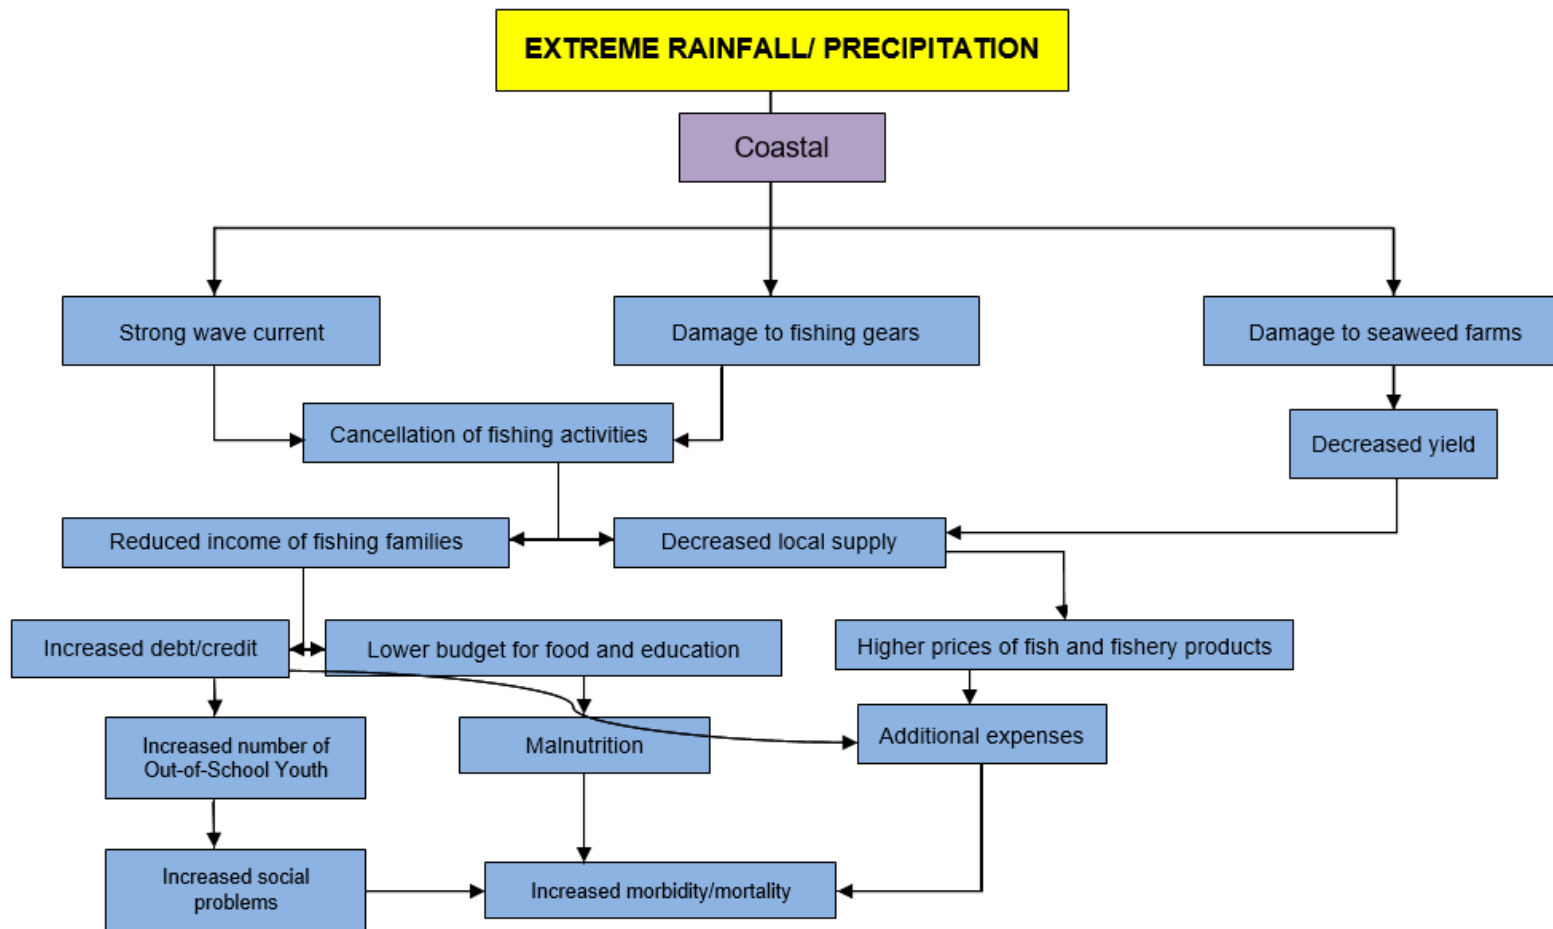 EXTREME RAINFALL/ PRECIPITATION
Coastal
Strong wave current
Damage to fishing gears
Damage to seaweed farms
Cancellation of fishing activities
Decreased yield
Reduced income of fishing families
Decreased local supply
Increased debt/credit
Lower budget for food and education
Higher prices of fish and fishery products
Increased number of
Out-of-School Youth
Malnutrition
Additional expenses
Increased social
problems
Increased morbidity/mortality